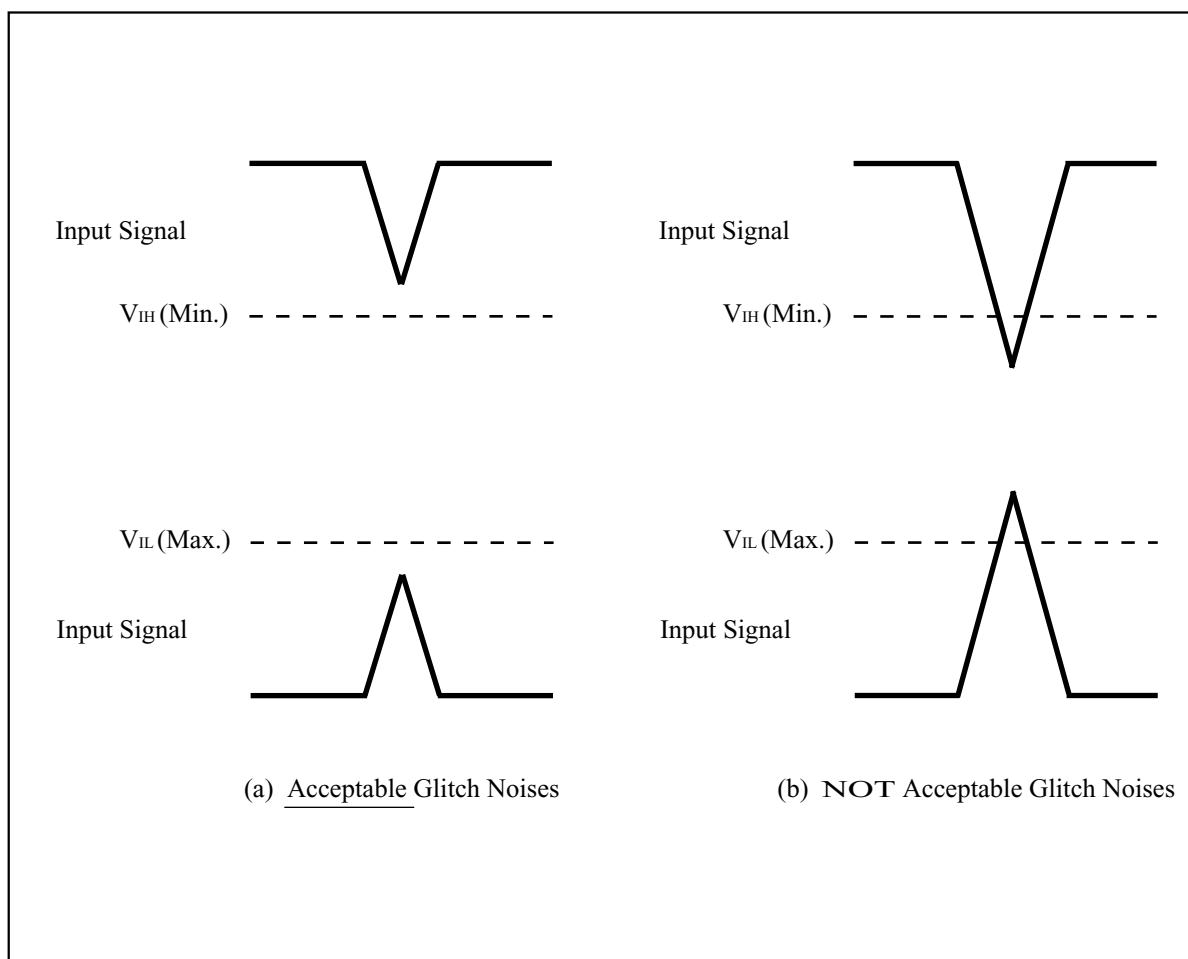 Input Signal
VIH (Min.)
VIL (Max.)
Input Signal
(a) Acceptable Glitch Noises
Input Signal
VIH (Min.)
VIL (Max.)
Input Signal
(b) NOT Acceptable Glitch Noises